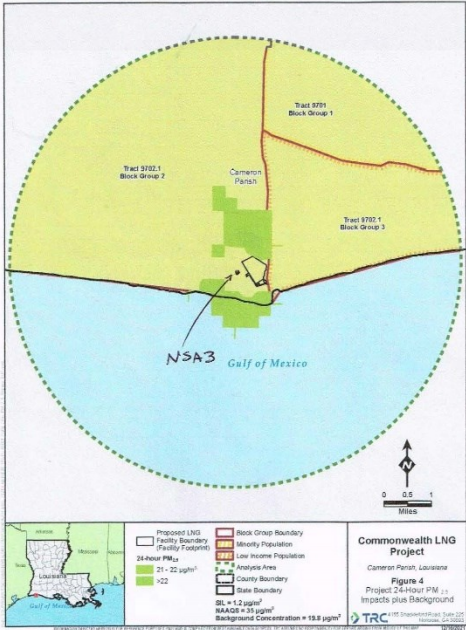 Tract 9701
Block Group 1
Tract 9702.1
Block Group 2
Cameron
Parish
Tract 9702.1
Block Group 3
NSA3
Gulf of Mexico
N
0 0.5 1
Miles
Louisiana
Gulf of Mexico
Proposed LNG
Facility Boundary
(Facility Footprint)
24-hour PM2.5
21 - 22 µg/m³
>22
Block Group Boundary
Minority Population
Low Income Population
Analysis Area
County Boundary
State Boundary
SIL = 1.2 µg/m³
NAAQS = 35 µg/m³
Background Concentration = 19.8 µg/m³
Commonwealth LNG
Project
Cameron Parish, Louisiana
Figure 4
Project 24-Hour PM 2.5
Impacts plus Background
TRC